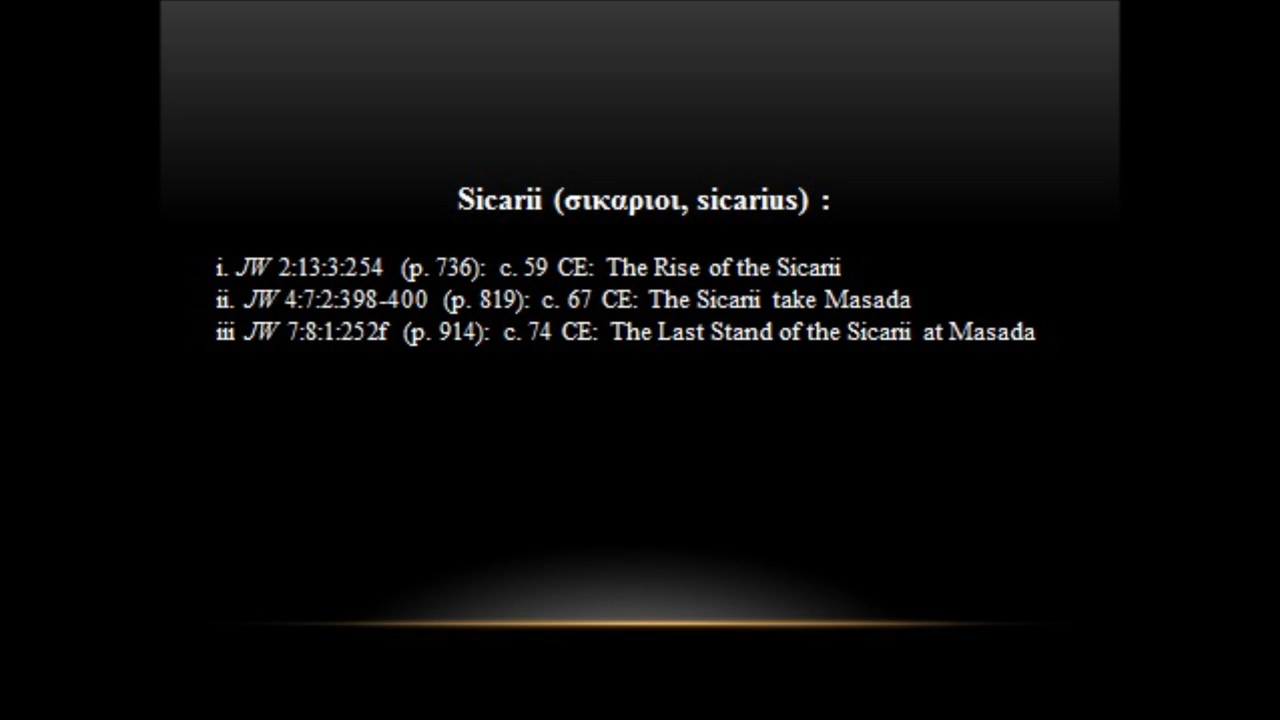 Sicarii (σικαριοι, sicarius) :
i. JW 2:13:3:254 (p. 736): c. 59 CE: The Rise of the Sicarii
ii. JW 4:7:2:398-400 (p. 819): c. 67 CE: The Sicarii take Masada
iii JW 7:8:1:252f (p. 914): c. 74 CE: The Last Stand of the Sicarii at Masada